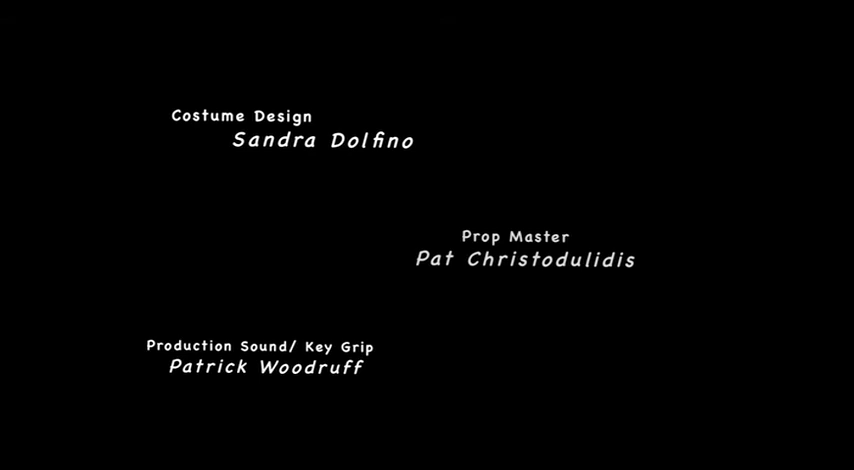 Costume Design
Sandra Dolfino
Prop Master
Pat Christodulidis
Production Sound/ Key Grip
Patrick Woodruff